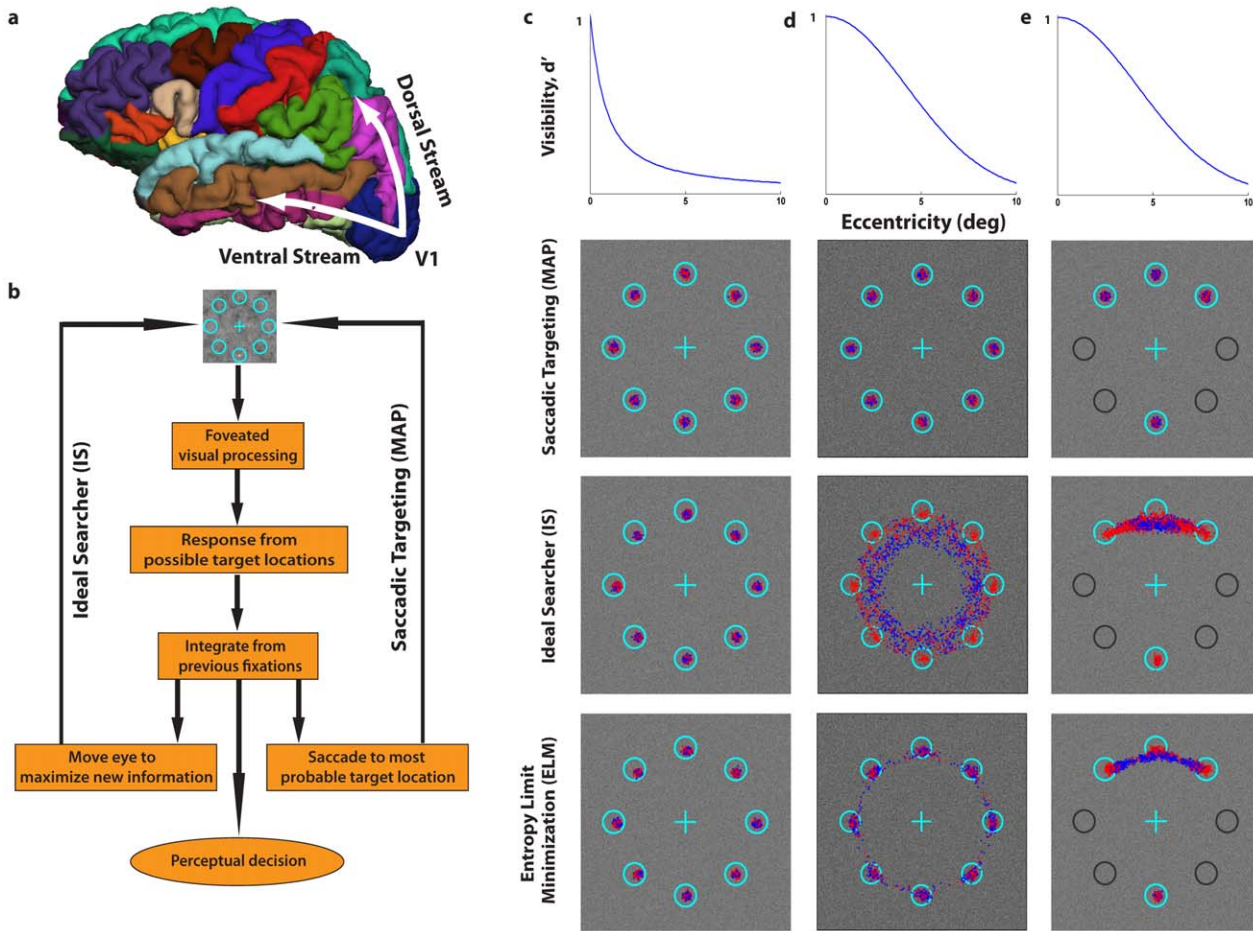 a
Dorsal Stream
Ventral Stream
V1
b
Foveated
visual processing
Response from
possible target locations
Integrate from
previous fixations
Move eye to
maximize new information
Saccade to most
probable target location
Perceptual decision
Ideal Searcher (IS)
Saccadic Targeting (MAP)
c
d
e
Visibility, d'
1
0
5
10
1
0
5
10
1
0
5
10
Eccentricity (deg)
Saccadic Targeting (MAP)
Ideal Searcher (IS)
Entropy Limit
Minimization (ELM)